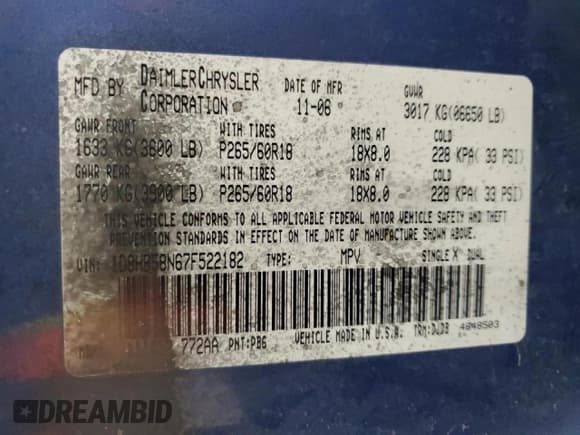 MFD BY DAIMLERCHRYSLER CORPORATION DATE OF MFR 11-06 GVWR 3017 KG(06650 LB)
GAWR FRONT WITH TIRES RIMS AT COLD
1633 KG(3600 LB) P265/60R18 18X8.0 228 KPA( 33 PSI)
GAWR REAR WITH TIRES RIMS AT COLD
1770 KG(3900 LB) P265/60R18 18X8.0 228 KPA( 33 PSI)
THIS VEHICLE CONFORMS TO ALL APPLICABLE FEDERAL MOTOR VEHICLE SAFETY AND THEFT
PREVENTION STANDARDS IN EFFECT ON THE DATE OF MANUFACTURE SHOWN ABOVE.
VIN: 1D8HB58N67F522182 TYPE: MPV SINGLE X DUAL
772AA PNT:PB6 VEHICLE MADE IN U.S.A. TRM:DJD8 4648503
DREAMBID